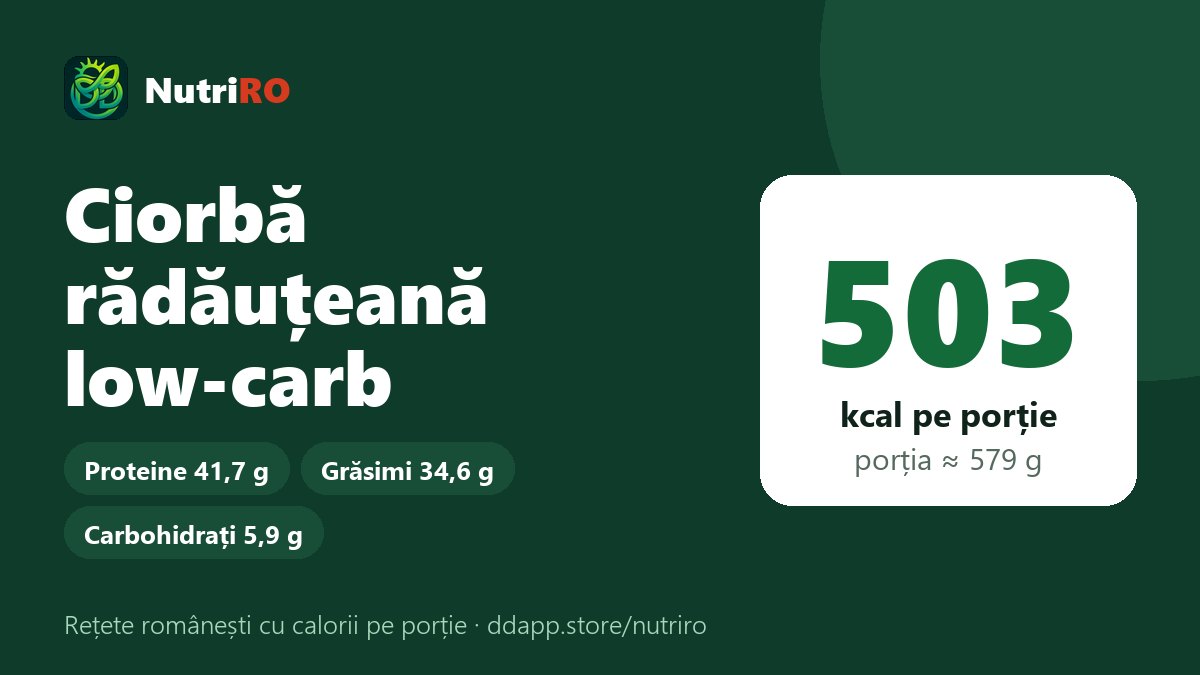 NutriRO
Ciorbă
rădăuțeană
low-carb
Proteine 41,7 g
Grăsimi 34,6 g
Carbohidrați 5,9 g
503
kcal pe porție
porția ≈ 579 g
Rețete românești cu calorii pe porție · ddapp.store/nutriro